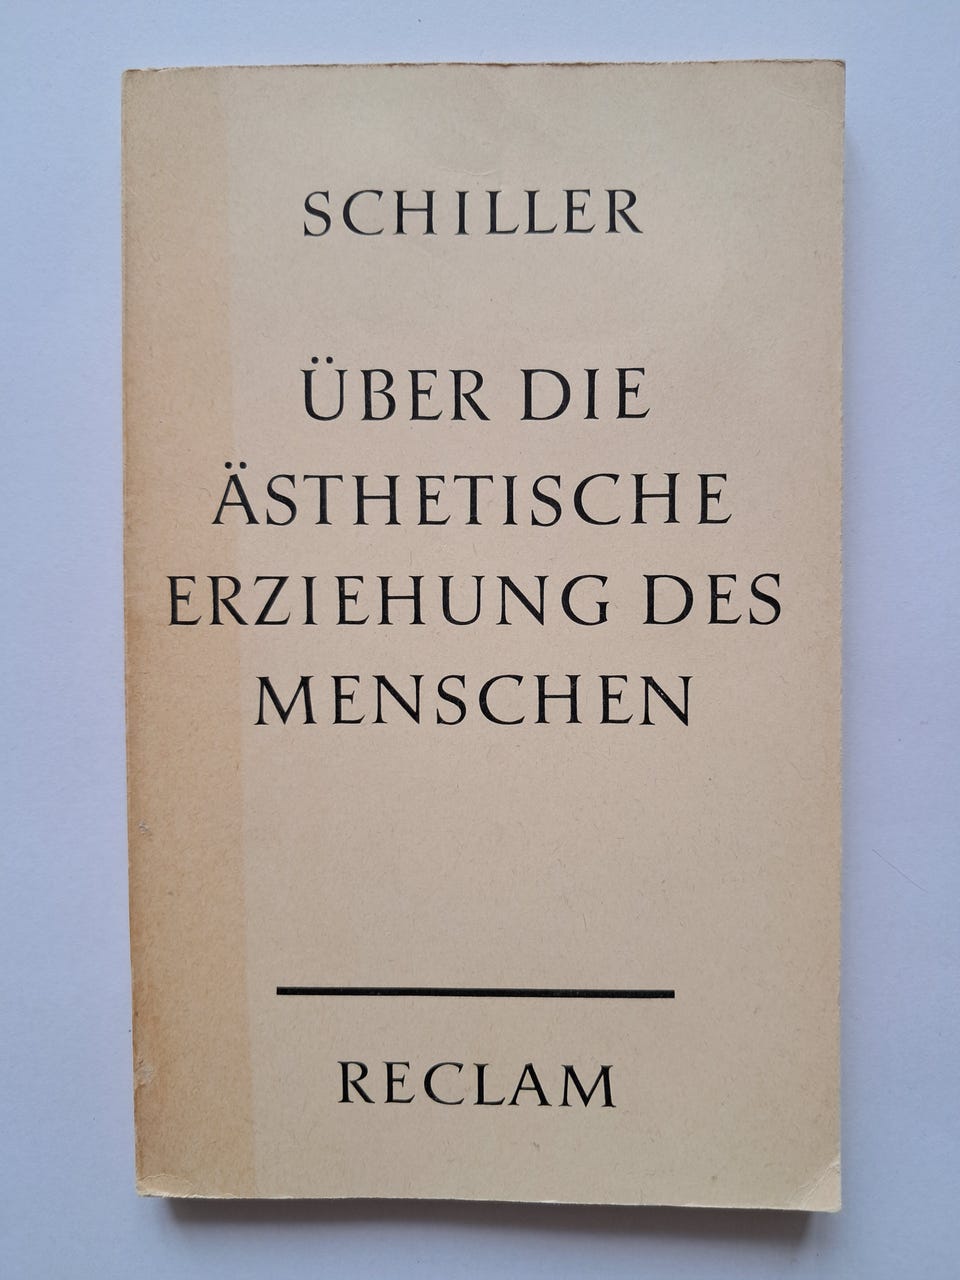 SCHILLER
ÜBER DIE
ÄSTHETISCHE
ERZIEHUNG DES
MENSCHEN
RECLAM